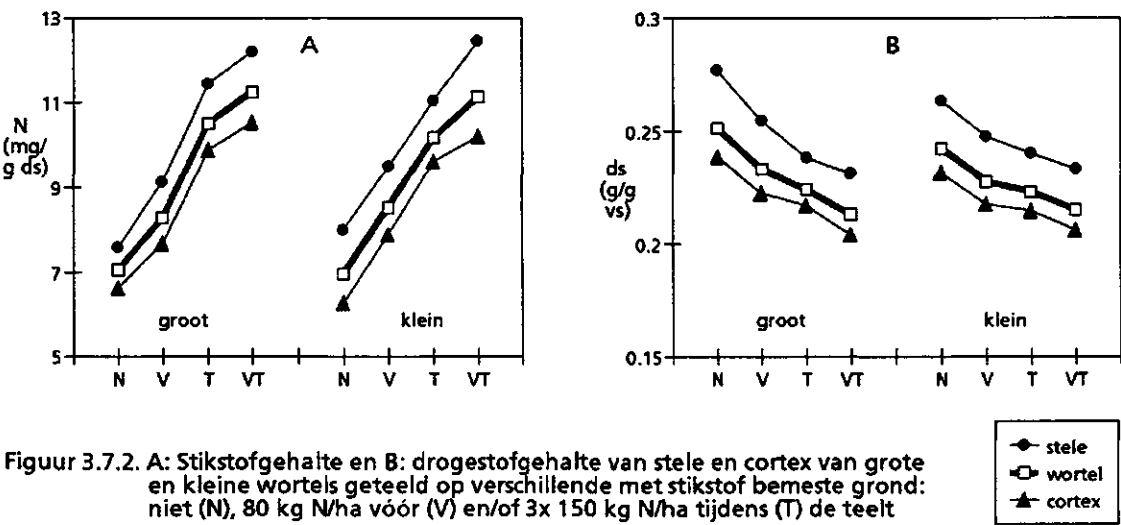 13
11
9
7
5
N
(mg/
g ds)
A
groot
klein
N V T VT N V T VT
0.3
0.25
0.2
0.15
ds
(g/g
vs)
B
groot
klein
N V T VT N V T VT
stele
wortel
cortex
Figuur 3.7.2. A: Stikstofgehalte en B: drogestofgehalte van stele en cortex van grote
en kleine wortels geteeld op verschillende met stikstof bemeste grond:
niet (N), 80 kg N/ha vóór (V) en/of 3x 150 kg N/ha tijdens (T) de teelt